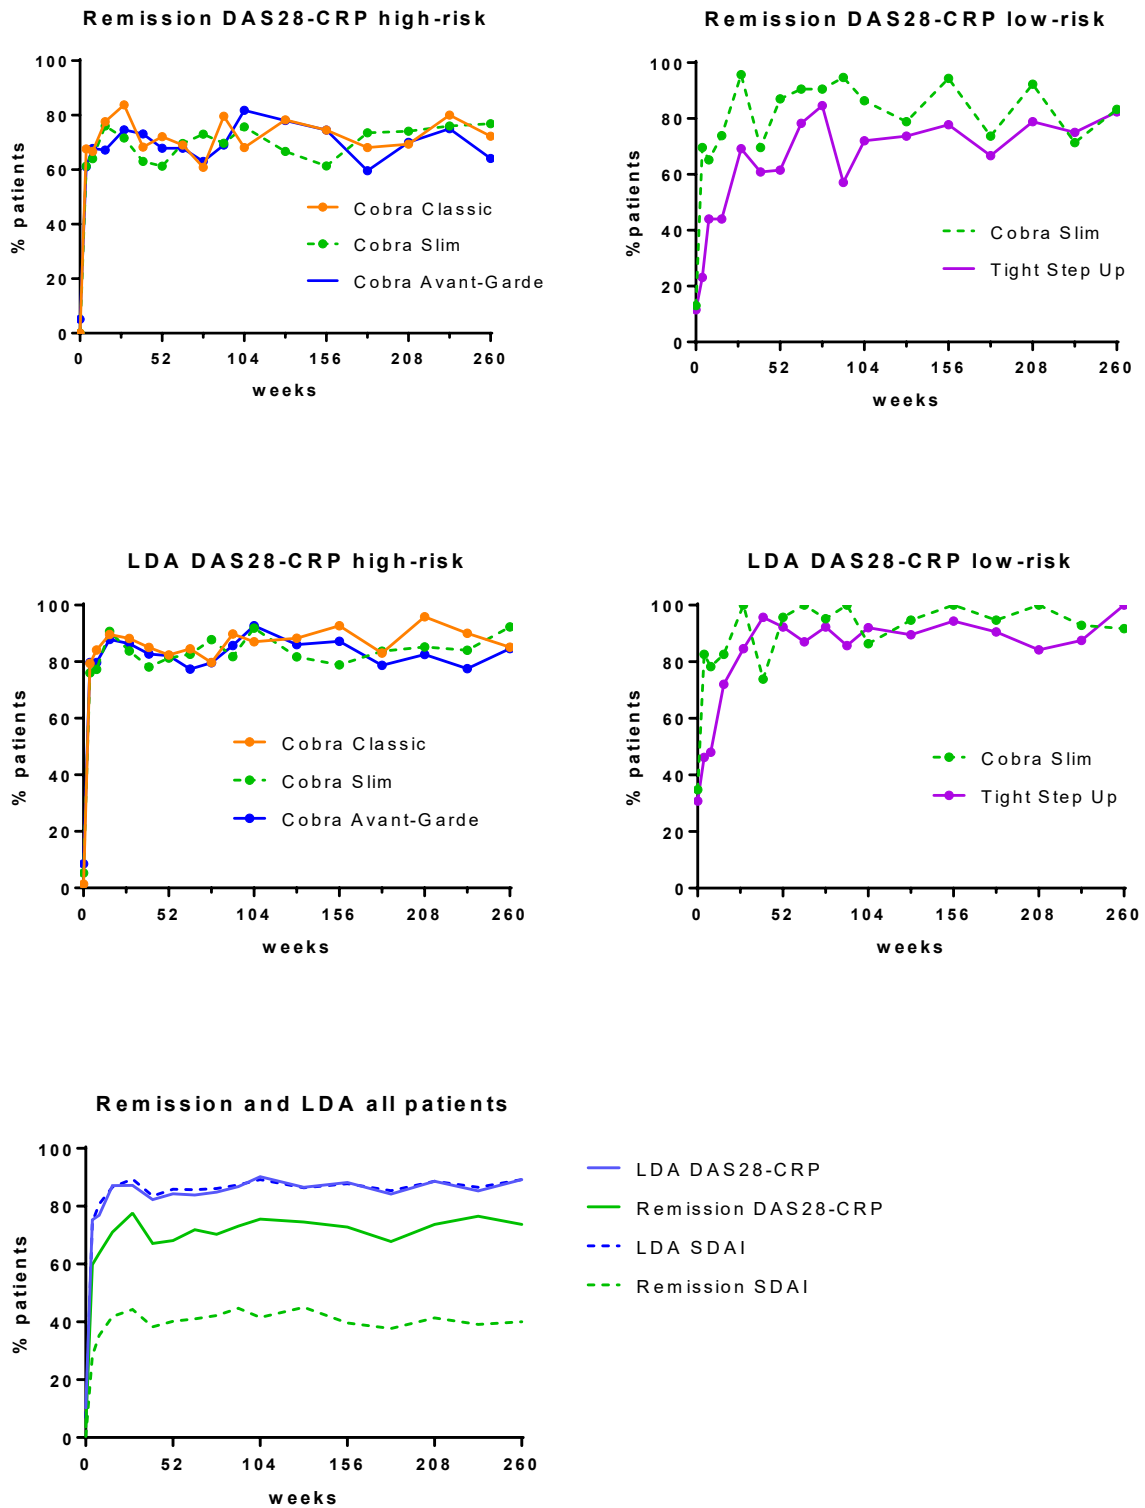 Remission DAS28-CRP high-risk
100
80
60
40
20
0
% patients
Cobra Classic
Cobra Slim
Cobra Avant-Garde
0 52 104 156 208 260
weeks
Remission DAS28-CRP low-risk
100
80
60
40
20
0
%patients
Cobra Slim
Tight Step Up
0 52 104 156 208 260
weeks
LDA DAS28-CRP high-risk
100
80
60
40
20
0
% patients
Cobra Classic
Cobra Slim
Cobra Avant-Garde
0 52 104 156 208 260
weeks
LDA DAS28-CRP low-risk
100
80
60
40
20
0
% patients
Cobra Slim
Tight Step Up
0 52 104 156 208 260
weeks
Remission and LDA all patients
100
80
60
40
20
0
% patients
0 52 104 156 208 260
weeks
LDA DAS28-CRP
Remission DAS28-CRP
LDA SDAI
Remission SDAI